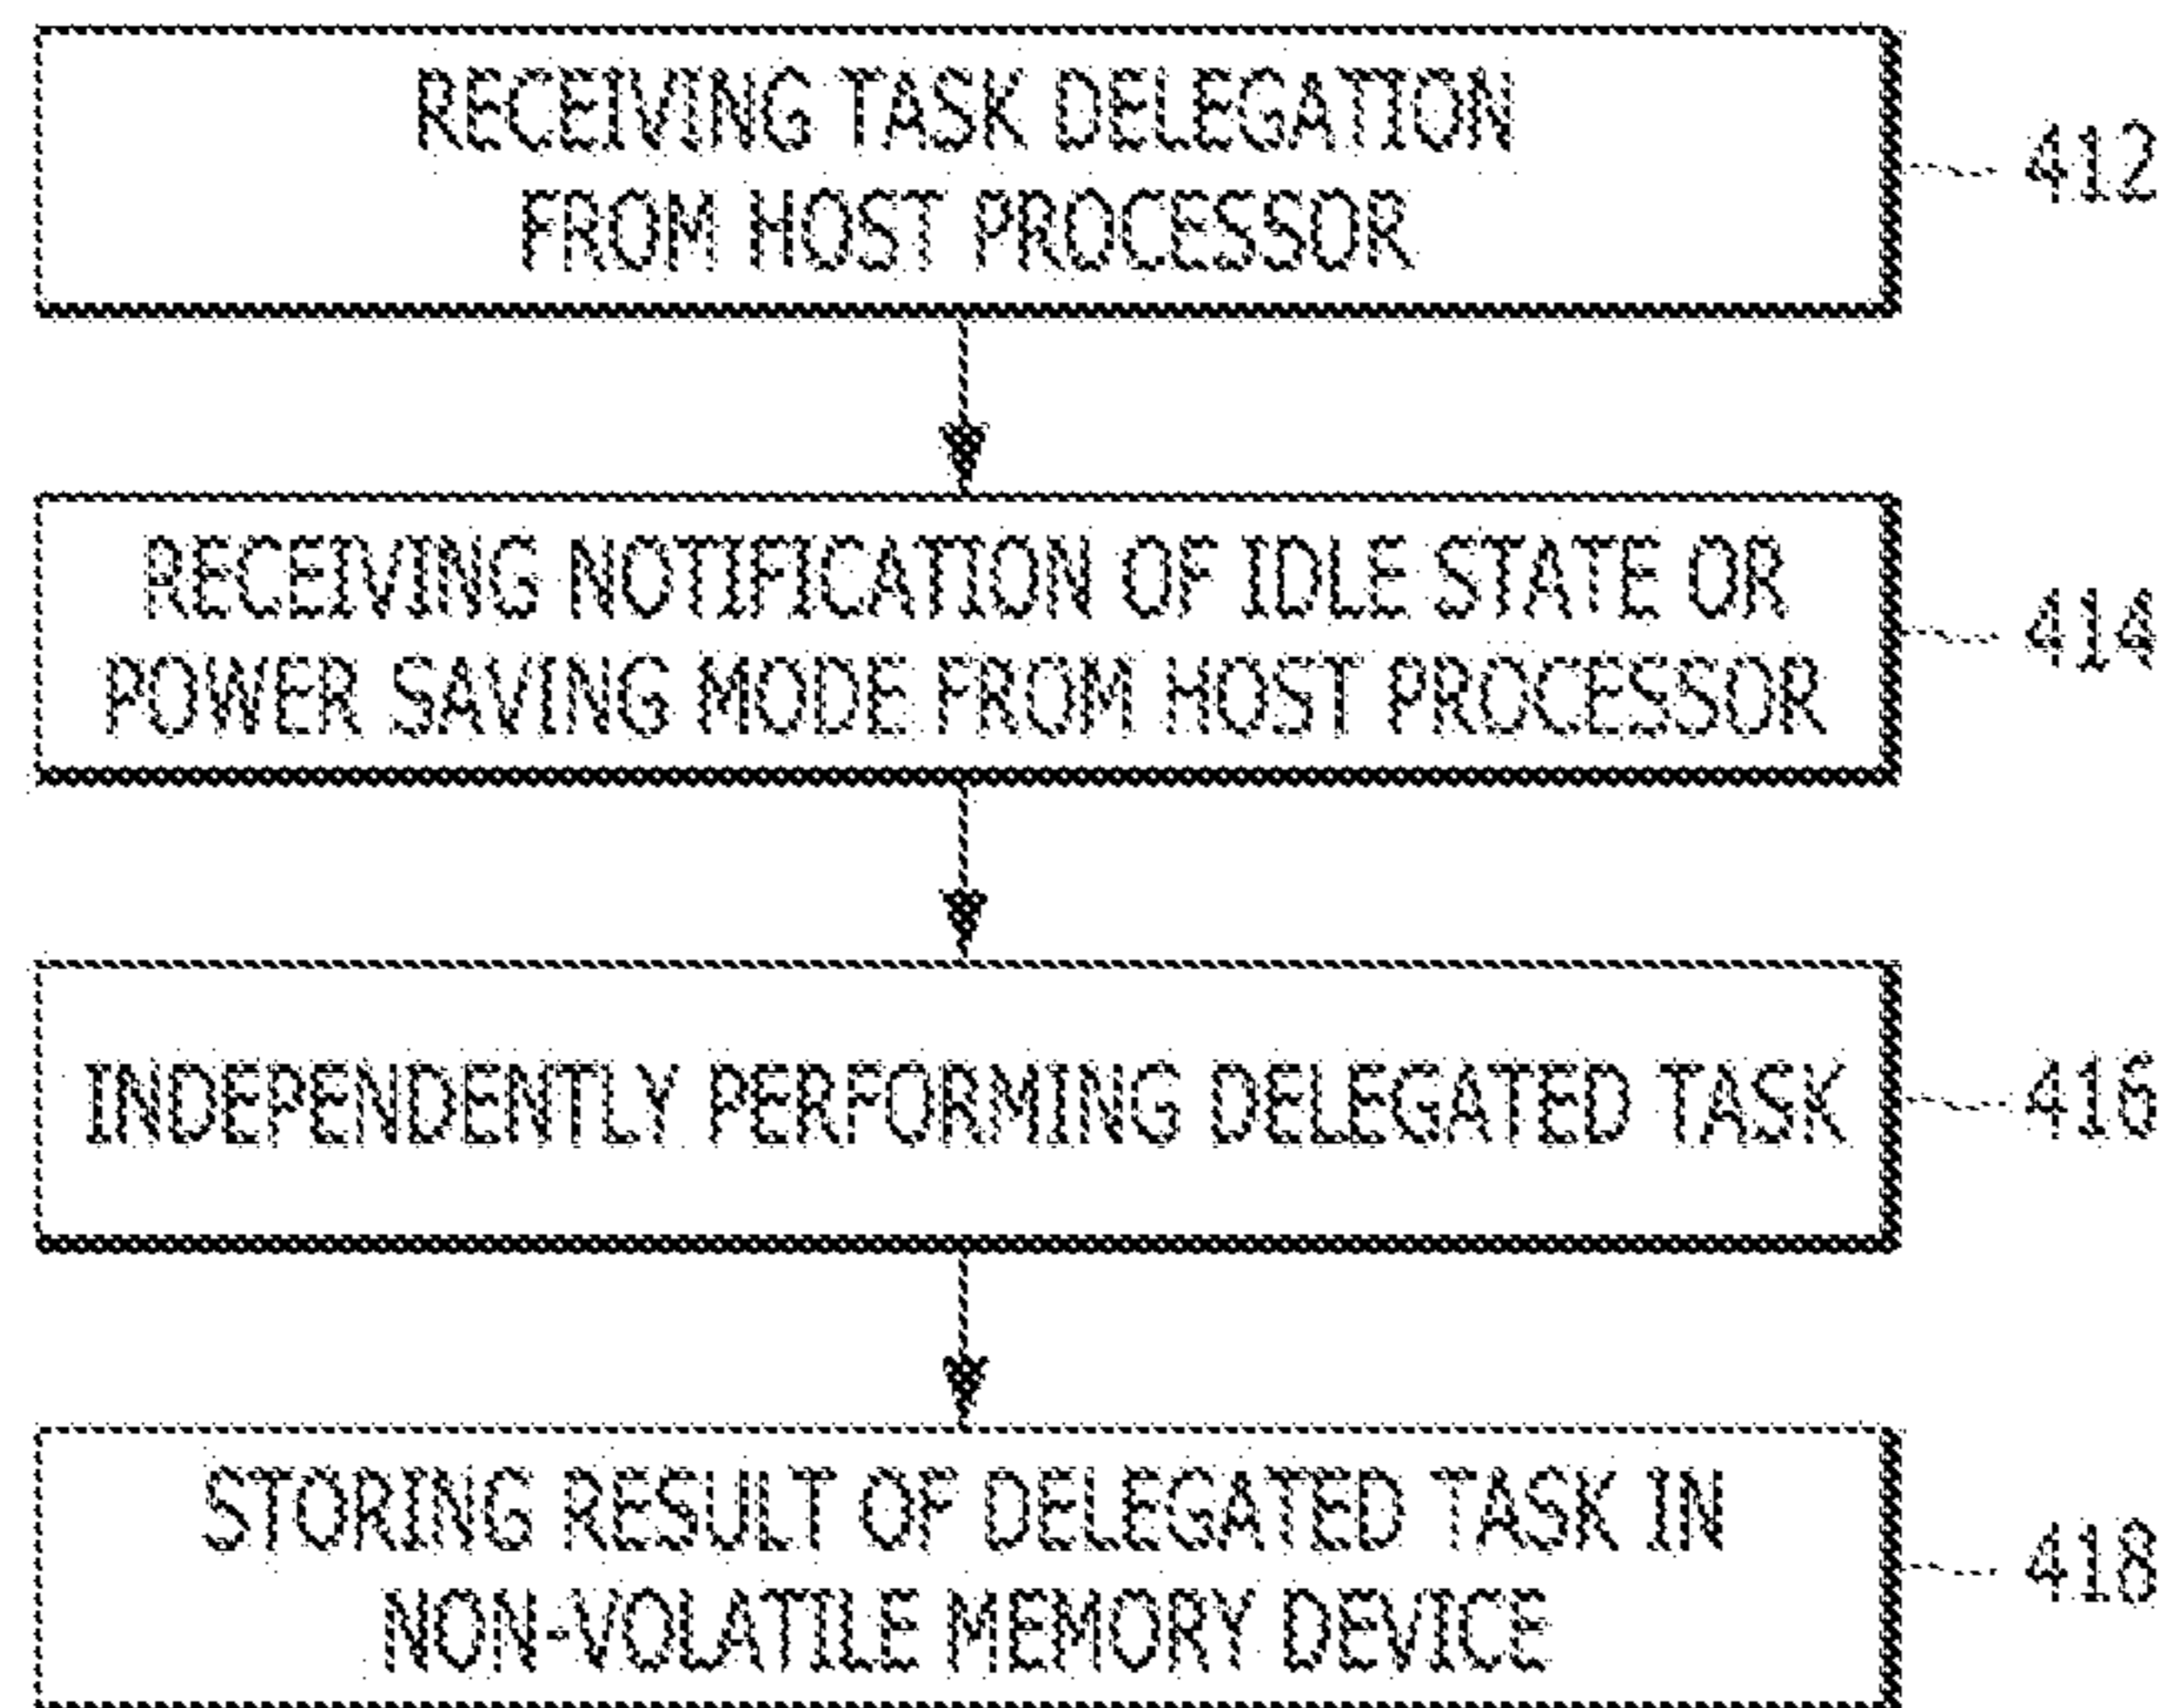 RECEIVING TASK DELEGATION
FROM HOST PROCESSOR
412
RECEIVING NOTIFICATION OF IDLE STATE OR
POWER SAVING MODE FROM HOST PROCESSOR
414
INDEPENDENTLY PERFORMING DELEGATED TASK
416
STORING RESULT OF DELEGATED TASK IN
NON-VOLATILE MEMORY DEVICE
418